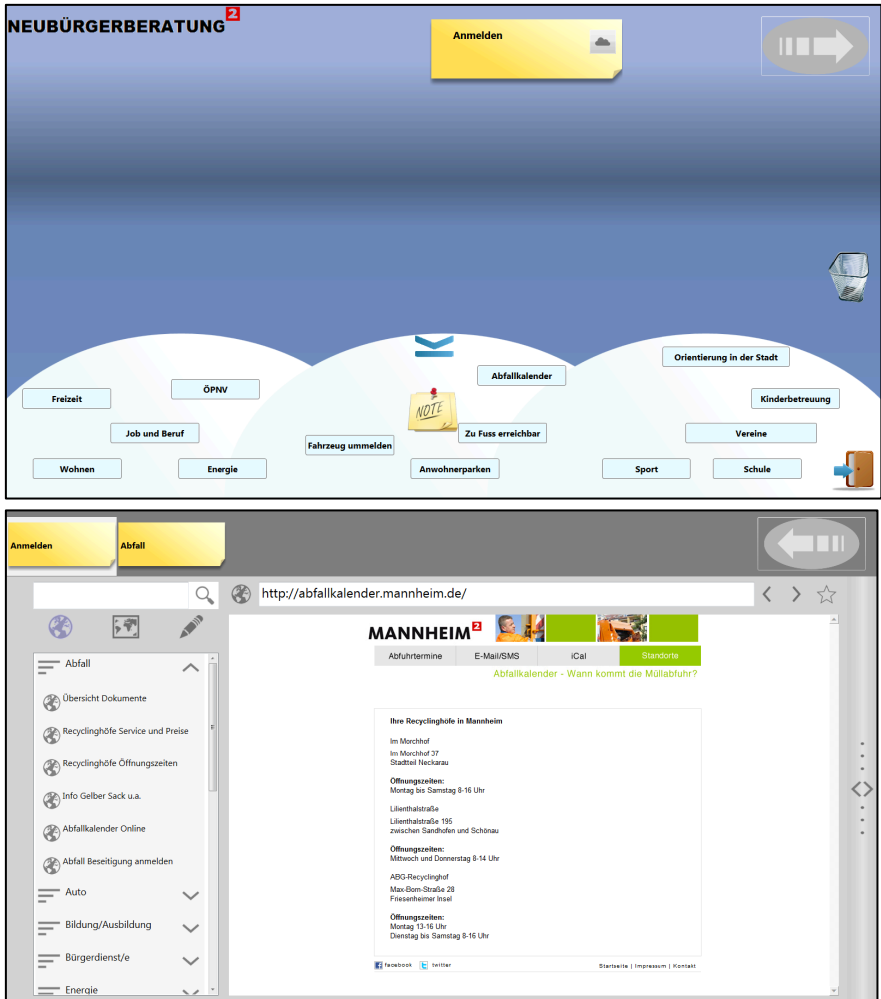 NEUBÜRGERBERATUNG 2
Anmelden
Orientierung in der Stadt
Abfallkalender
ÖPNV
Freizeit
Kinderbetreuung
NOTE
Job und Beruf
Zu Fuss erreichbar
Vereine
Fahrzeug ummelden
Wohnen
Energie
Anwohnerparken
Sport
Schule
Anmelden
Abfall
http://abfallkalender.mannheim.de/
Abfall
Übersicht Dokumente
Recyclinghöfe Service und Preise
Recyclinghöfe Öffnungszeiten
Info Gelber Sack u.a.
Abfallkalender Online
Abfall Beseitigung anmelden
Auto
Bildung/Ausbildung
Bürgerdienst/e
Energie
MANNHEIM 2
Abfuhrtermine
E-Mail/SMS
iCal
Standorte
Abfallkalender - Wann kommt die Müllabfuhr?
Ihre Recyclinghöfe in Mannheim
Im Morchhof
Im Morchhof 37
Stadtteil Neckarau
Öffnungszeiten:
Montag bis Samstag 8-16 Uhr
Lilienthalstraße
Lilienthalstraße 195
zwischen Sandhofen und Schönau
Öffnungszeiten:
Mittwoch und Donnerstag 8-14 Uhr
ABG-Recyclinghof
Max-Born-Straße 28
Friesenheimer Insel
Öffnungszeiten:
Montag 13-16 Uhr
Dienstag bis Samstag 8-16 Uhr
facebook
twitter
Startseite | Impressum | Kontakt